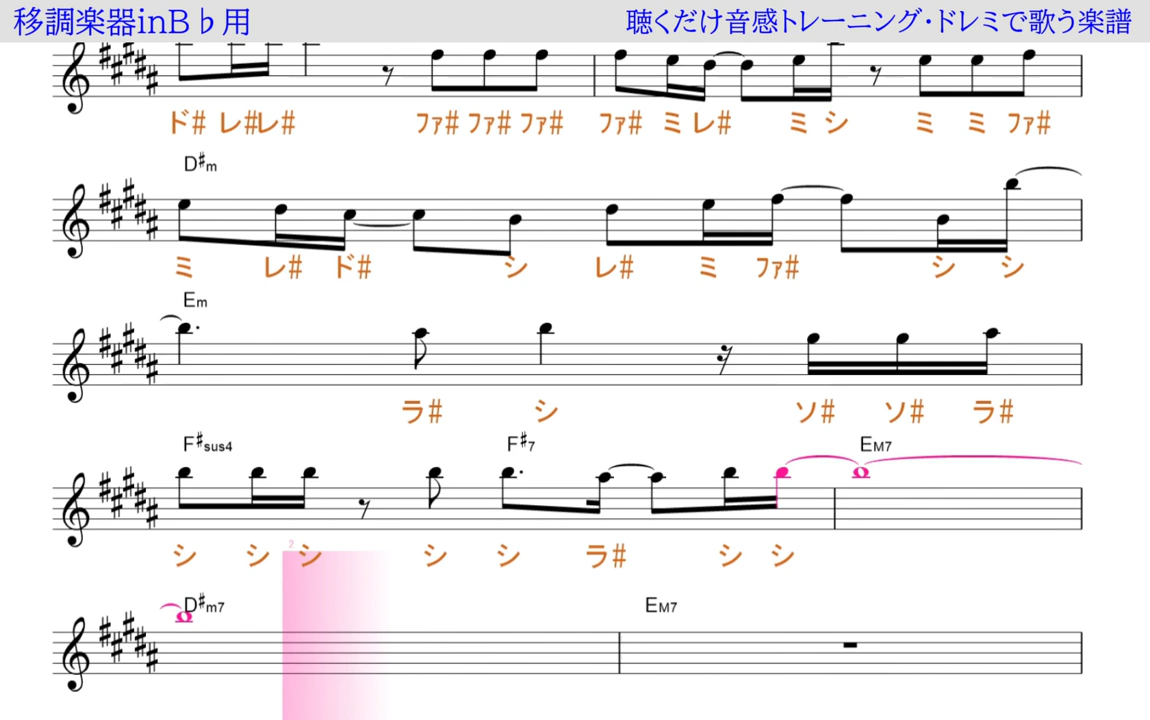 移調楽器inB♭用
聴くだけ音感トレーニング・ドレミで歌う楽譜
ド# レ#レ# ファ# ファ# ファ# ファ# ミ レ# ミ シ ミ ミ ファ#
D#m
ミ レ# ド# シ レ# ミ ファ# シ シ
Em
ラ# シ ソ# ソ# ラ#
F#sus4 F#7 EM7
シ シ シ シ シ ラ# シ シ
2
D#m7 EM7